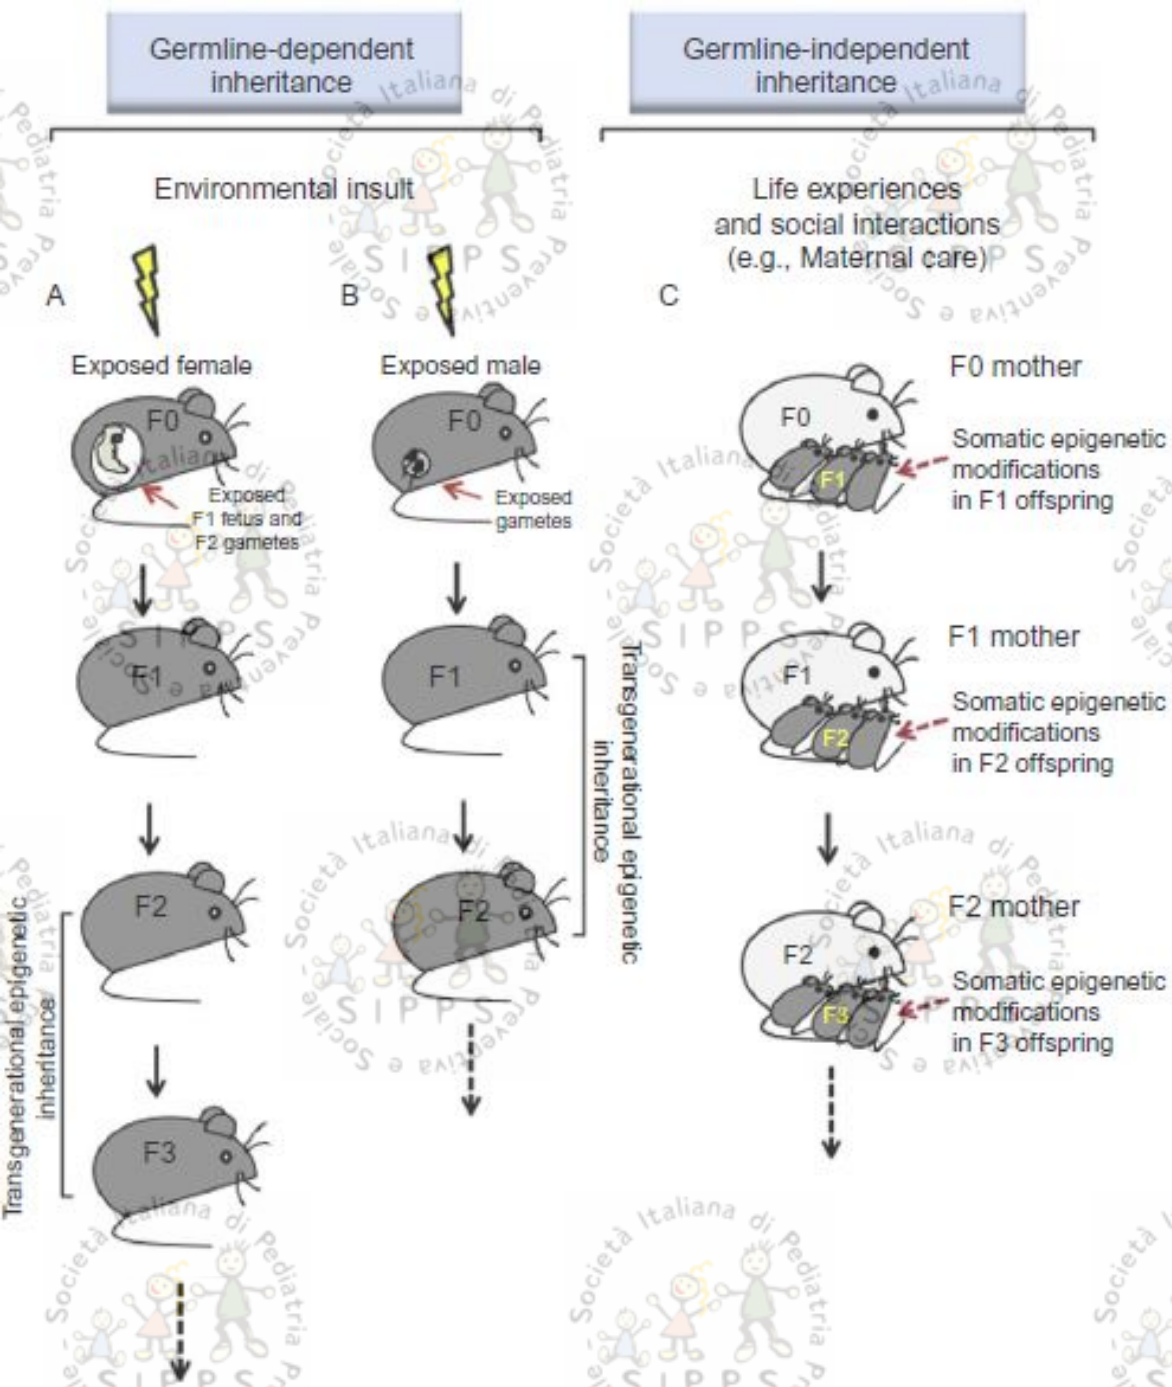 Germline-dependent
inheritance
Germline-independent
inheritance
Environmental insult
Life experiences
and social interactions
(e.g., Maternal care)
A
B
C
Exposed female
F0
Exposed
F1 fetus and
F2 gametes
F1
F2
F3
Transgenerational epigenetic
inheritance
Exposed male
F0
Exposed
gametes
F1
F2
Transgenerational epigenetic
inheritance
F0 mother
F0
F1
Somatic epigenetic
modifications
in F1 offspring
F1 mother
F1
F2
Somatic epigenetic
modifications
in F2 offspring
F2 mother
F2
F3
Somatic epigenetic
modifications
in F3 offspring
Società Italiana di Pediatria Preventiva e Sociale
SIPPS